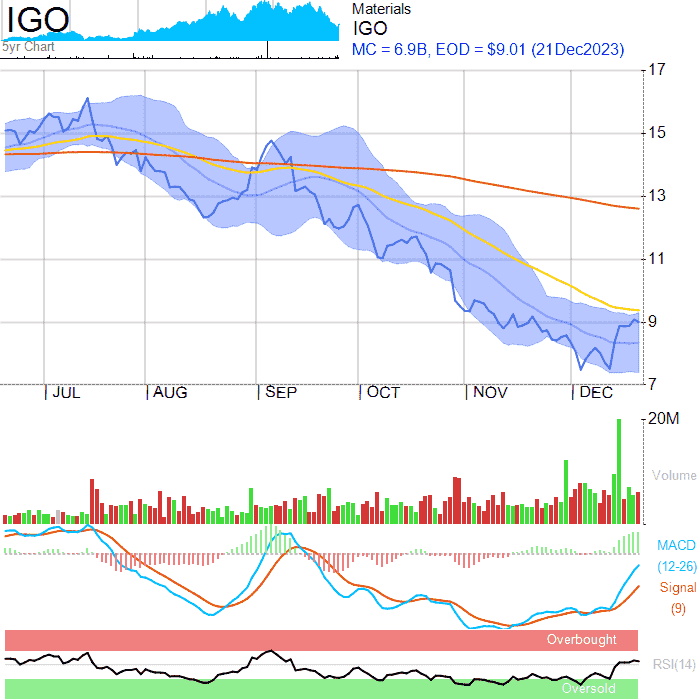 IGO
5yr Chart
Materials
IGO
MC = 6.9B, EOD = $9.01 (21Dec2023)
17
15
13
11
9
7
JUL AUG SEP OCT NOV DEC
20M
Volume
MACD
(12-26)
Signal
(9)
Overbought
RSI(14)
Oversold